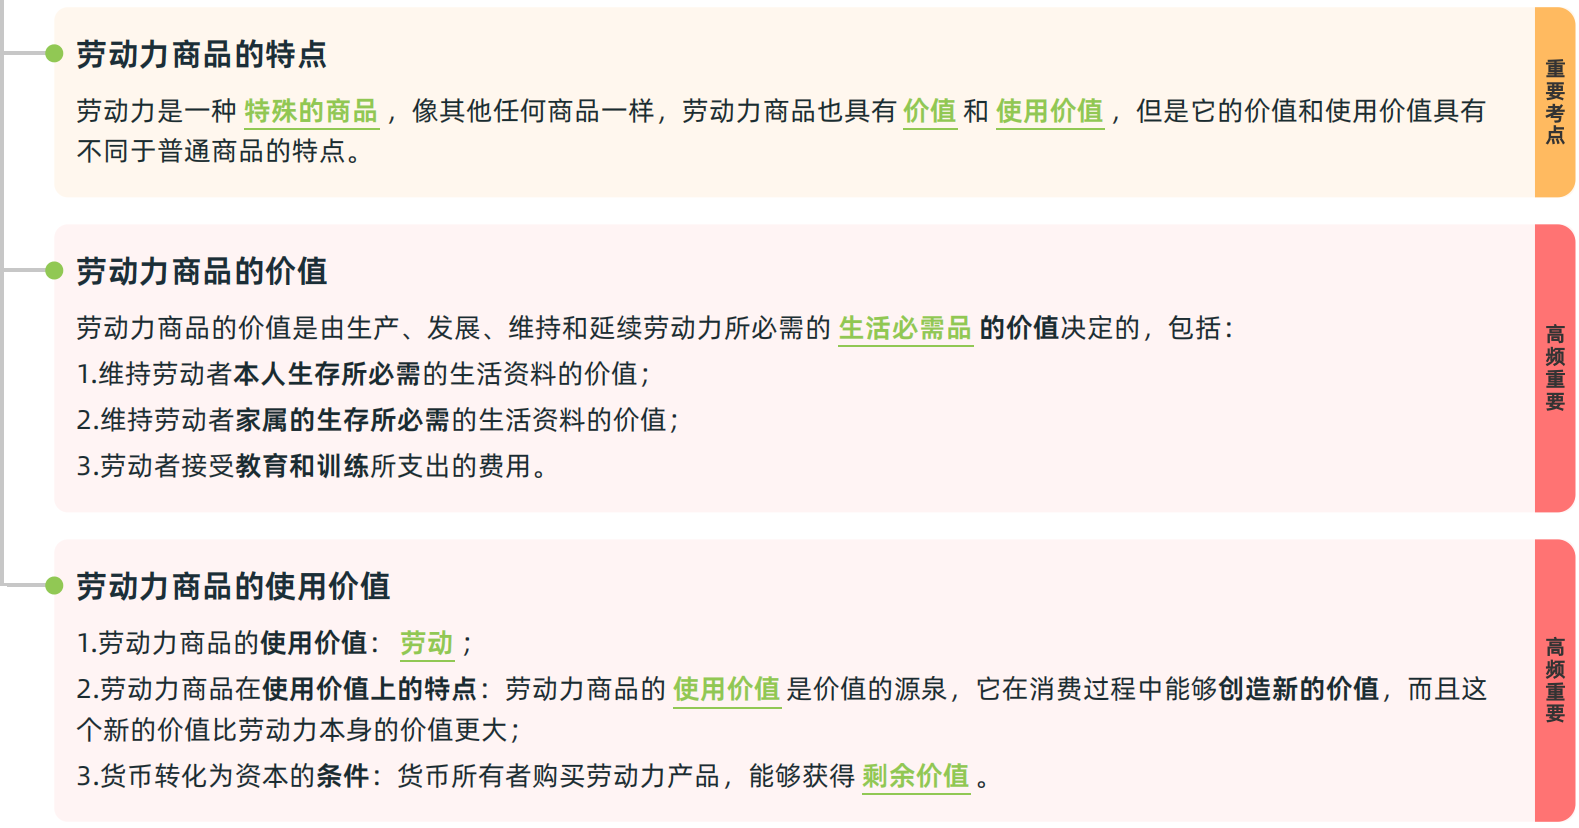 劳动力商品的特点
劳动力是一种 特殊的商品 ，像其他任何商品一样，劳动力商品也具有 价值 和 使用价值 ，但是它的价值和使用价值具有
不同于普通商品的特点。
重要考点
劳动力商品的价值
劳动力商品的价值是由生产、发展、维持和延续劳动力所必需的 生活必需品 的价值决定的，包括：
1.维持劳动者本人生存所必需的生活资料的价值；
2.维持劳动者家属的生存所必需的生活资料的价值；
3.劳动者接受教育和训练所支出的费用。
高频重要
劳动力商品的使用价值
1.劳动力商品的使用价值： 劳动 ；
2.劳动力商品在使用价值上的特点：劳动力商品的 使用价值 是价值的源泉，它在消费过程中能够创造新的价值，而且这
个新的价值比劳动力本身的价值更大；
3.货币转化为资本的条件：货币所有者购买劳动力产品，能够获得 剩余价值 。
高频重要